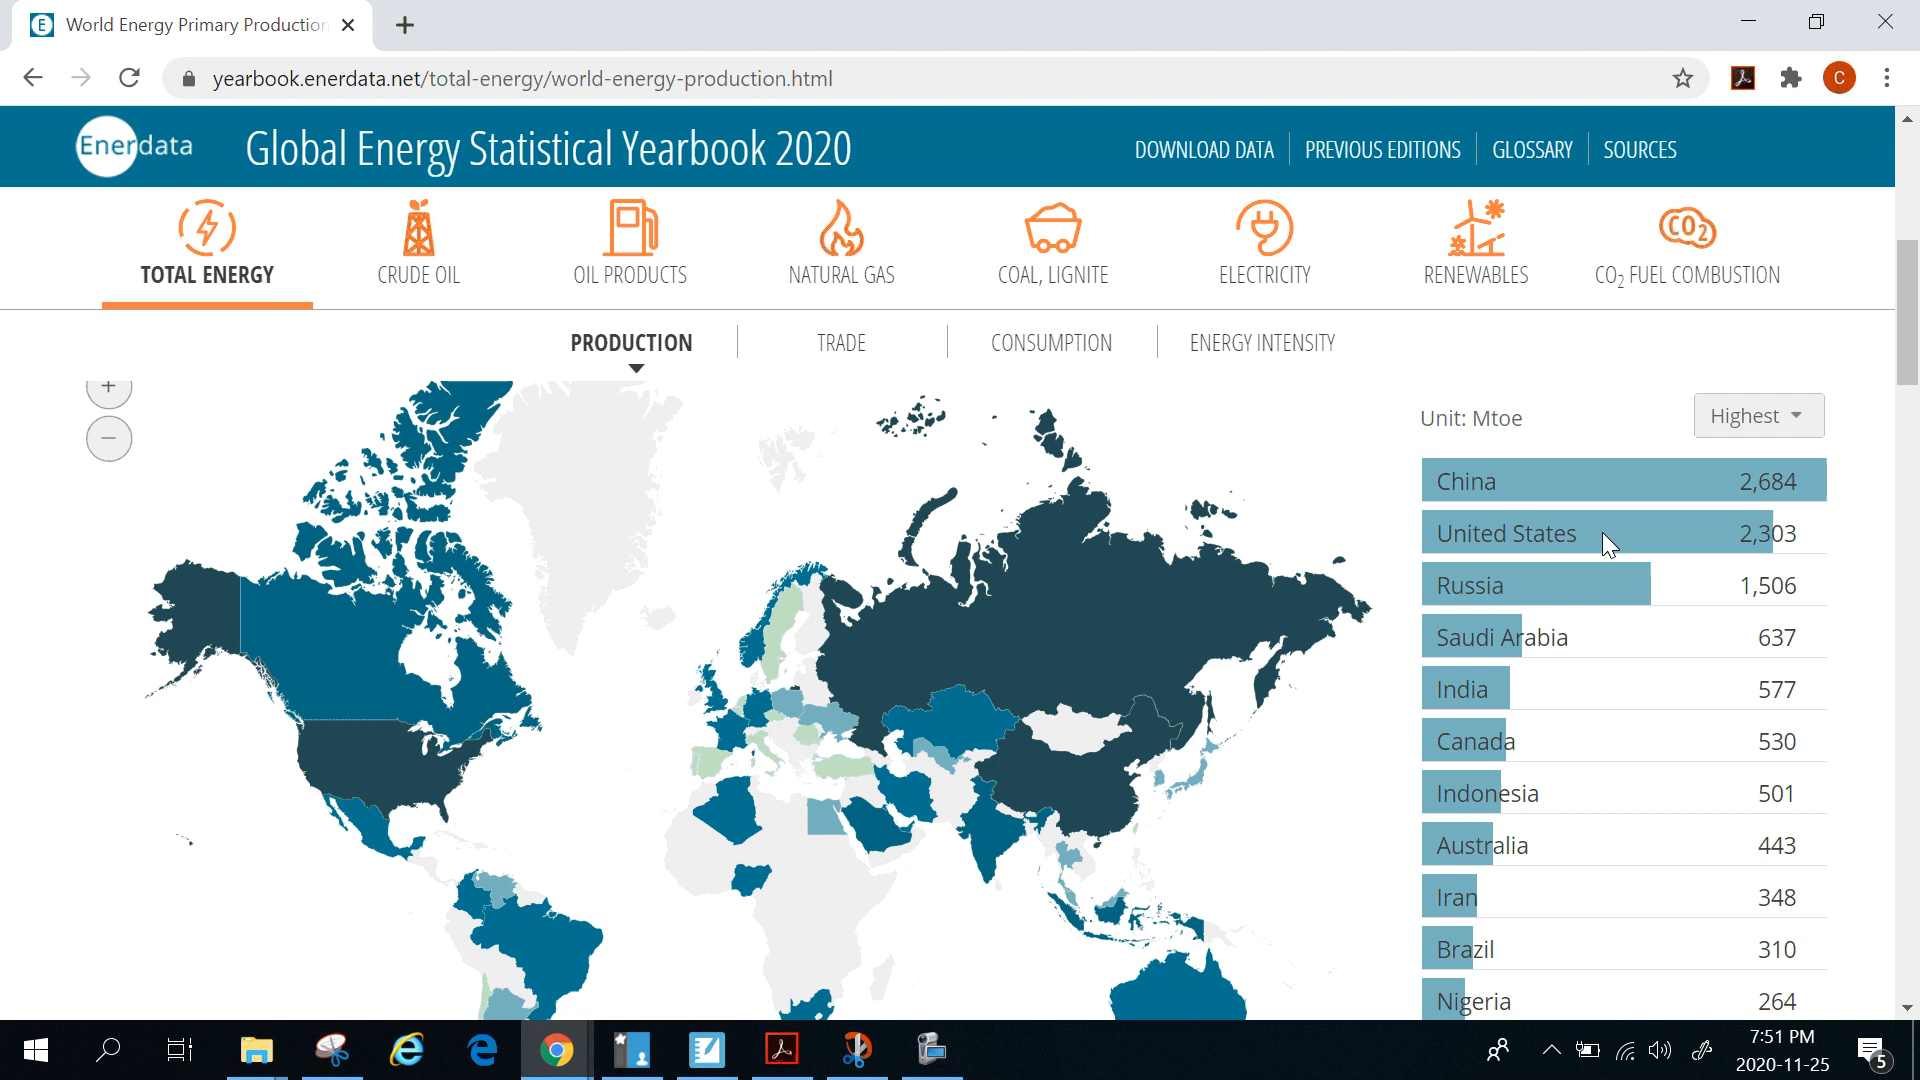 World Energy Primary Production
yearbook.enerdata.net/total-energy/world-energy-production.html
C
Enerdata
Global Energy Statistical Yearbook 2020
DOWNLOAD DATA
PREVIOUS EDITIONS
GLOSSARY
SOURCES
TOTAL ENERGY
CRUDE OIL
OIL PRODUCTS
NATURAL GAS
COAL, LIGNITE
ELECTRICITY
RENEWABLES
CO2
CO2 FUEL COMBUSTION
PRODUCTION
TRADE
CONSUMPTION
ENERGY INTENSITY
Unit: Mtoe
Highest
China 2,684
United States 2,303
Russia 1,506
Saudi Arabia 637
India 577
Canada 530
Indonesia 501
Australia 443
Iran 348
Brazil 310
Nigeria 264
7:51 PM
2020-11-25
5